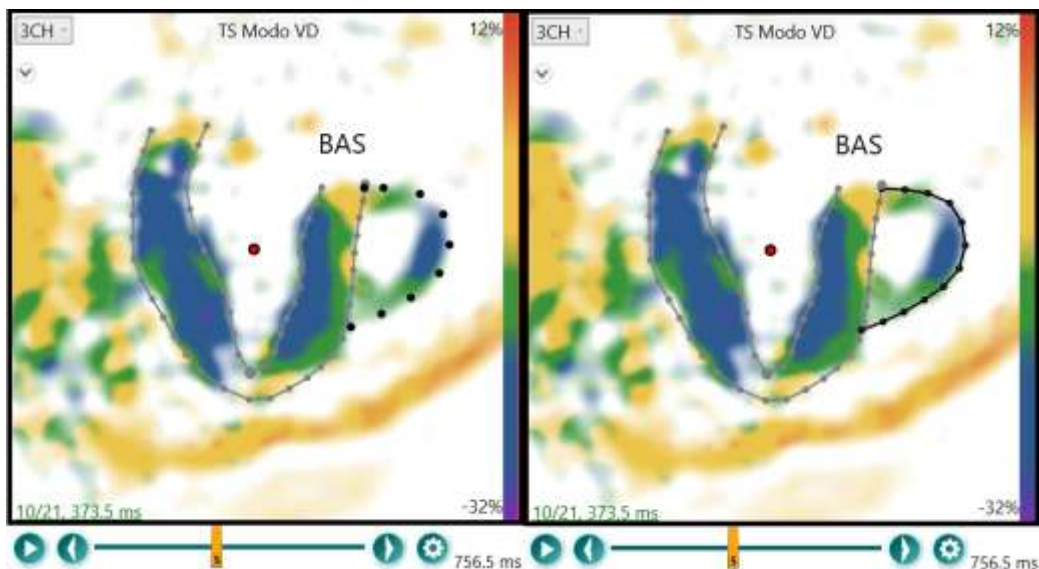 3CH
TS Modo VD
12%
BAS
10/21, 373.5 ms
-32%
s
756.5 ms
3CH
TS Modo VD
12%
BAS
10/21, 373.5 ms
-32%
s
756.5 ms